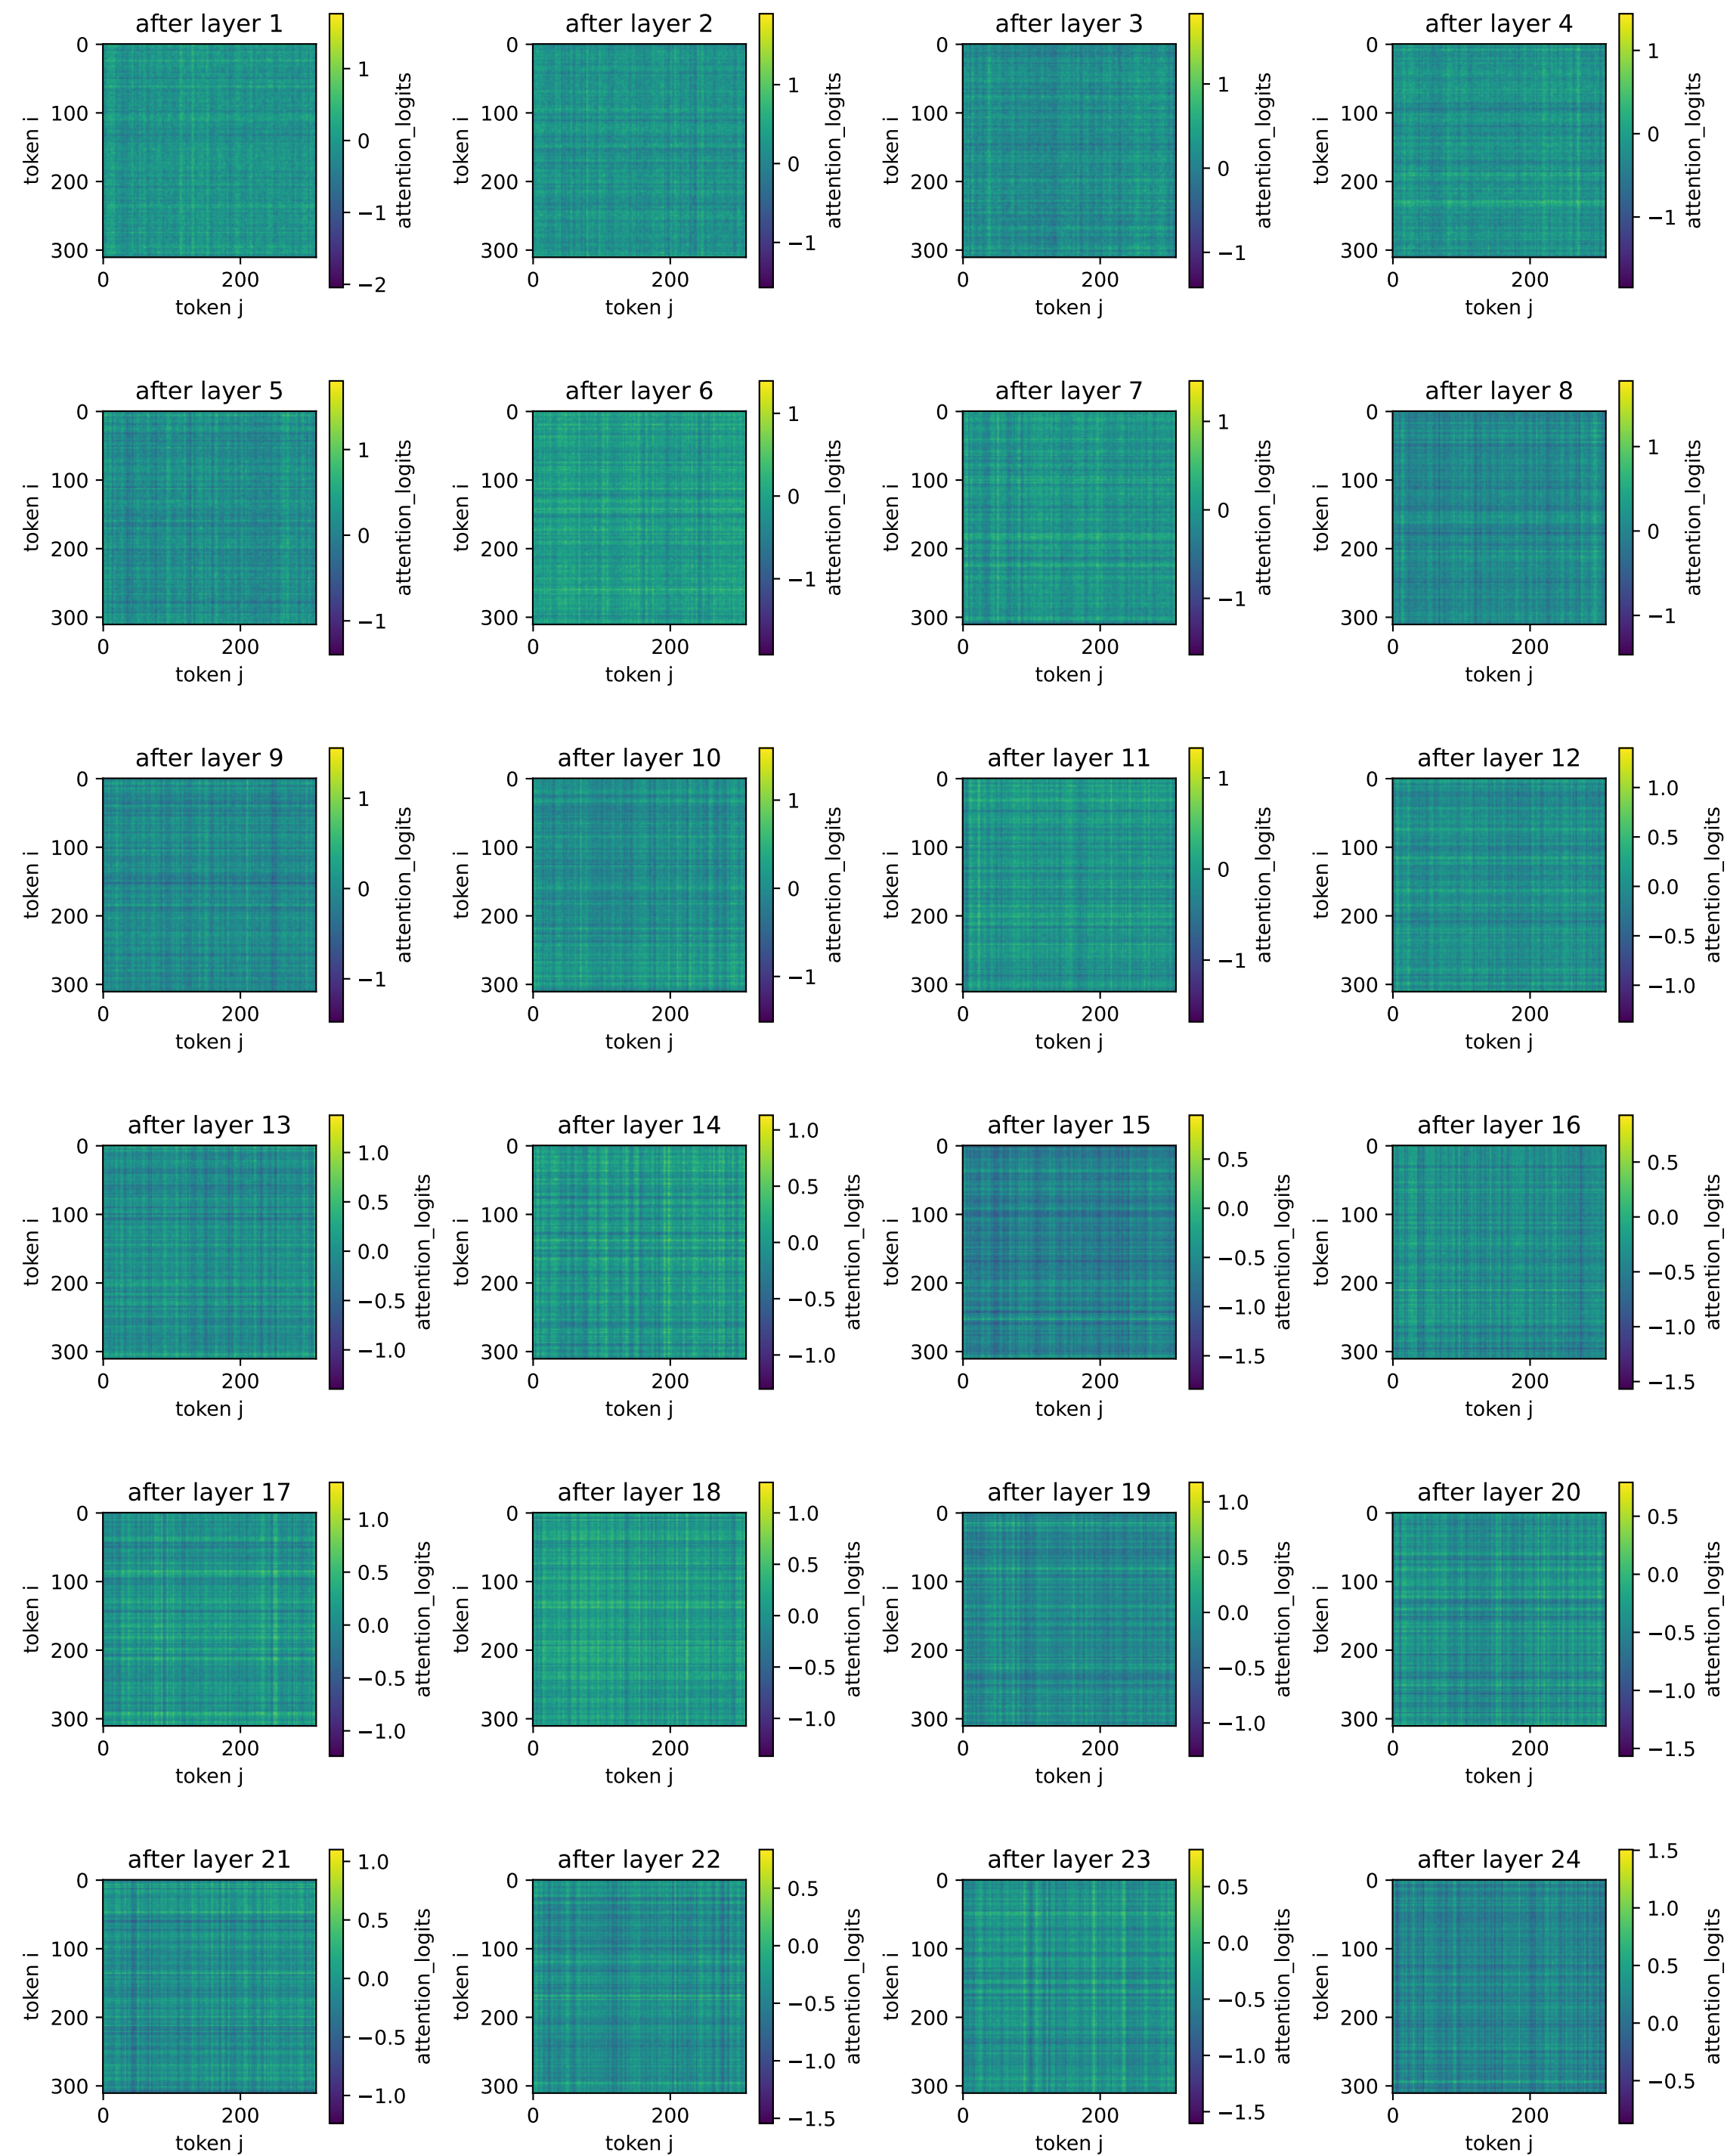 after layer 1
0
100
200
300
token i
0
200
token j
1
0
−1
−2
attention_logits
after layer 2
0
100
200
300
token i
0
200
token j
1
0
−1
attention_logits
after layer 3
0
100
200
300
token i
0
200
token j
1
0
−1
attention_logits
after layer 4
0
100
200
300
token i
0
200
token j
1
0
−1
attention_logits
after layer 5
0
100
200
300
token i
0
200
token j
1
0
−1
attention_logits
after layer 6
0
100
200
300
token i
0
200
token j
1
0
−1
attention_logits
after layer 7
0
100
200
300
token i
0
200
token j
1
0
−1
attention_logits
after layer 8
0
100
200
300
token i
0
200
token j
1
0
−1
attention_logits
after layer 9
0
100
200
300
token i
0
200
token j
1
0
−1
attention_logits
after layer 10
0
100
200
300
token i
0
200
token j
1
0
−1
attention_logits
after layer 11
0
100
200
300
token i
0
200
token j
1
0
−1
attention_logits
after layer 12
0
100
200
300
token i
0
200
token j
1.0
0.5
0.0
−0.5
−1.0
attention_logits
after layer 13
0
100
200
300
token i
0
200
token j
1.0
0.5
0.0
−0.5
−1.0
attention_logits
after layer 14
0
100
200
300
token i
0
200
token j
1.0
0.5
0.0
−0.5
−1.0
attention_logits
after layer 15
0
100
200
300
token i
0
200
token j
0.5
0.0
−0.5
−1.0
−1.5
attention_logits
after layer 16
0
100
200
300
token i
0
200
token j
0.5
0.0
−0.5
−1.0
−1.5
attention_logits
after layer 17
0
100
200
300
token i
0
200
token j
1.0
0.5
0.0
−0.5
−1.0
attention_logits
after layer 18
0
100
200
300
token i
0
200
token j
1.0
0.5
0.0
−0.5
−1.0
attention_logits
after layer 19
0
100
200
300
token i
0
200
token j
1.0
0.5
0.0
−0.5
−1.0
attention_logits
after layer 20
0
100
200
300
token i
0
200
token j
0.5
0.0
−0.5
−1.0
−1.5
attention_logits
after layer 21
0
100
200
300
token i
0
200
token j
1.0
0.5
0.0
−0.5
−1.0
attention_logits
after layer 22
0
100
200
300
token i
0
200
token j
0.5
0.0
−0.5
−1.0
−1.5
attention_logits
after layer 23
0
100
200
300
token i
0
200
token j
0.5
0.0
−0.5
−1.0
−1.5
attention_logits
after layer 24
0
100
200
300
token i
0
200
token j
1.5
1.0
0.5
0.0
−0.5
attention_logits